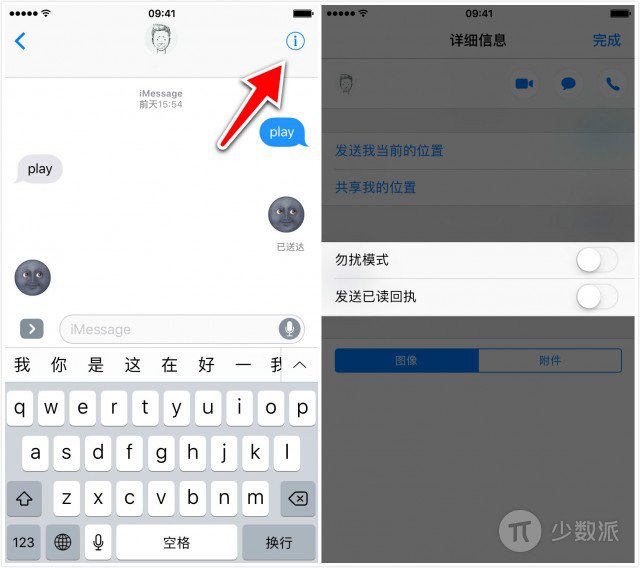 09:41
iMessage
前天15:54
play
play
已送达
iMessage
我 你 是 这 在 好 一
q w e r t y u i o p
a s d f g h j k l
z x c v b n m
123 空格 换行
09:41
详细信息 完成
发送我当前的位置
共享我的位置
勿扰模式
发送已读回执
图像 附件
少数派